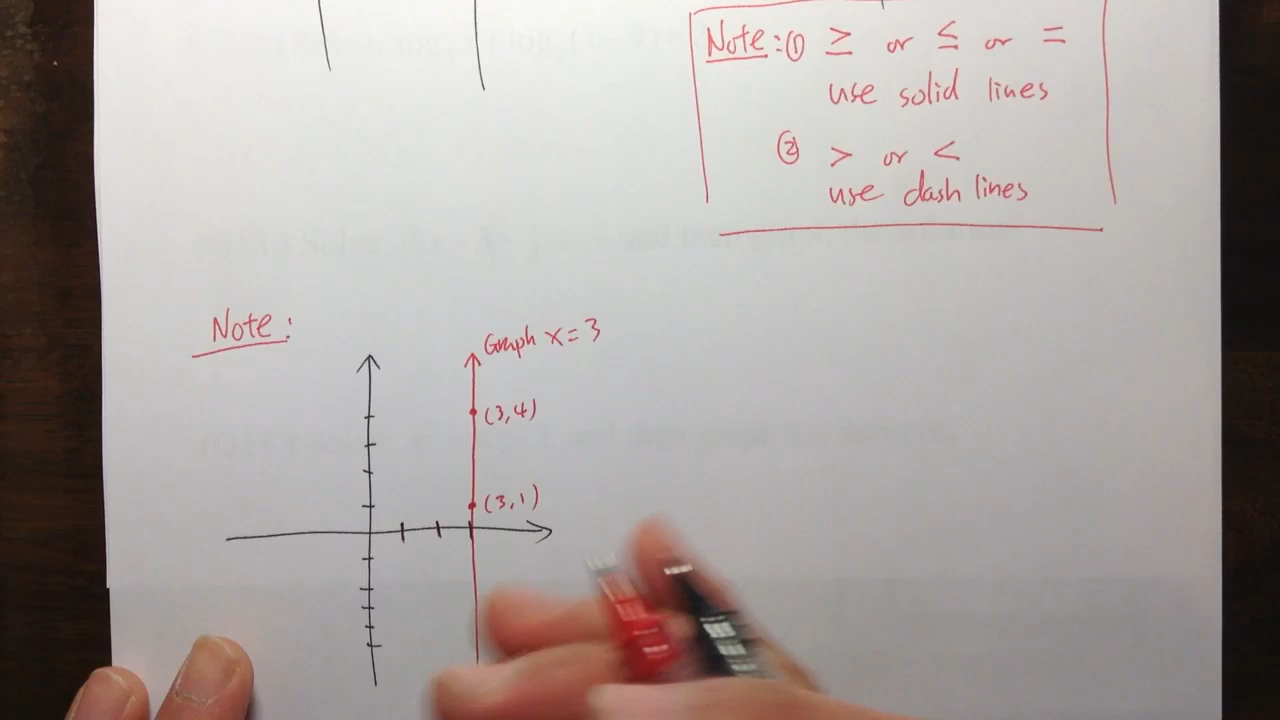 Note: ① ≥ or ≤ or =
use solid lines
② > or <
use dash lines
Note:
Graph x = 3
(3,4)
(3,1)